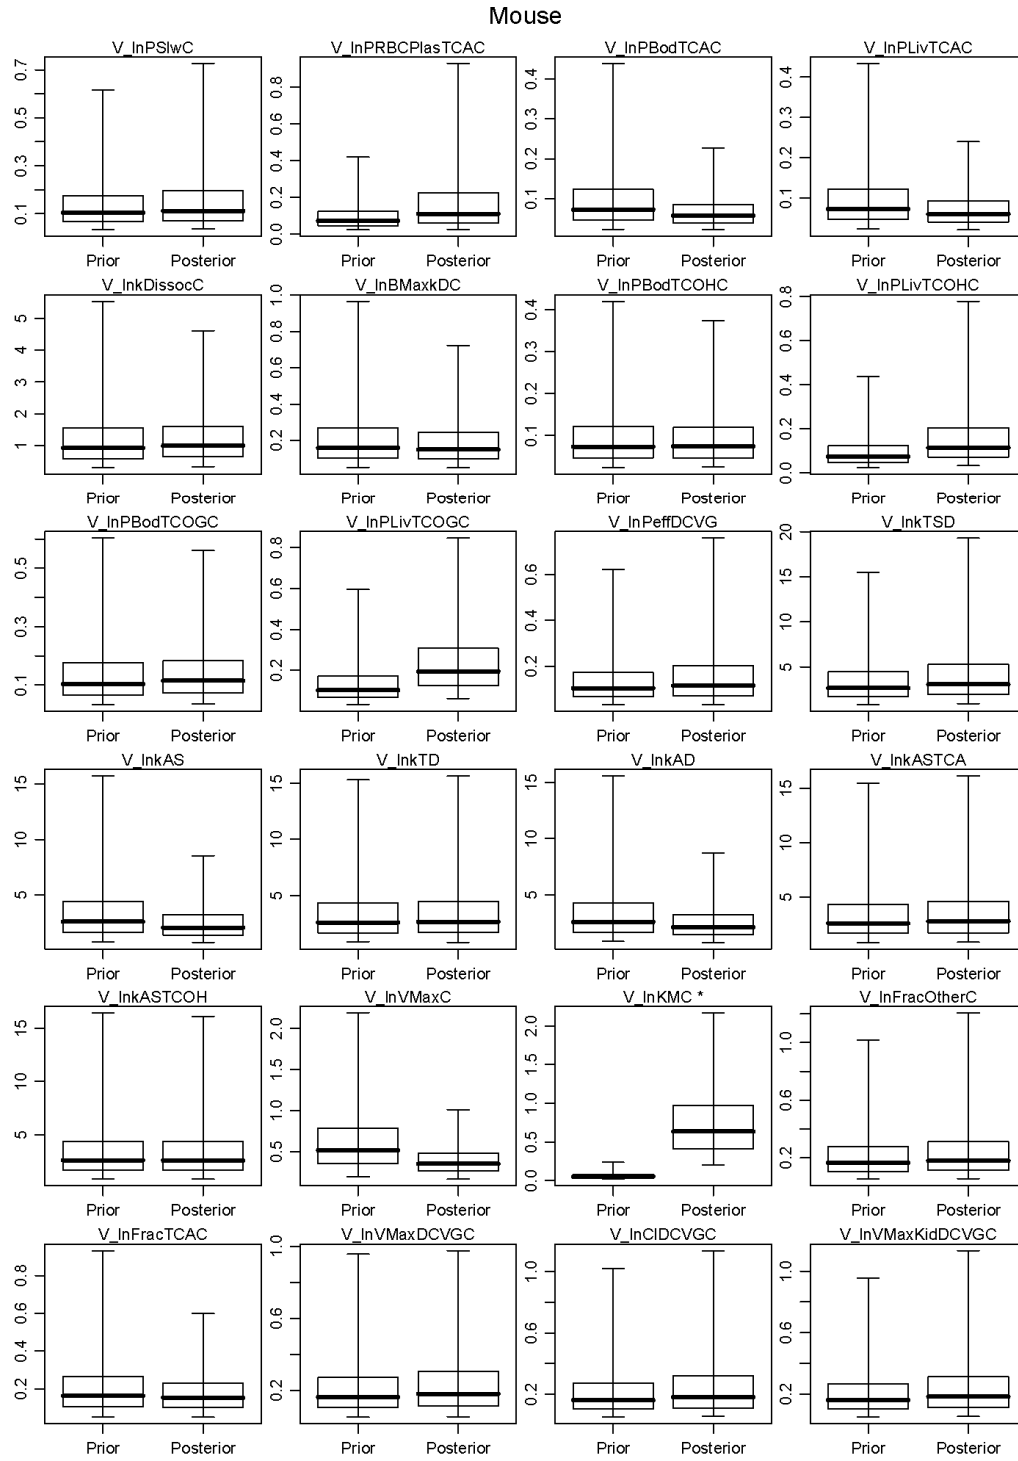 Mouse
V_lnPSlwC
0.7
0.5
0.3
0.1
Prior Posterior
V_lnPRBCPlasTCAC
0.8
0.6
0.4
0.2
0.0
Prior Posterior
V_lnPBodTCAC
0.4
0.3
0.2
0.1
Prior Posterior
V_lnPLivTCAC
0.4
0.3
0.2
0.1
Prior Posterior
V_lnkDissocC
5
4
3
2
1
Prior Posterior
V_lnBMaxkDC
1.0
0.8
0.6
0.4
0.2
Prior Posterior
V_lnPBodTCOHC
0.4
0.3
0.2
0.1
Prior Posterior
V_lnPLivTCOHC
0.8
0.6
0.4
0.2
0.0
Prior Posterior
V_lnPBodTCOGC
0.5
0.3
0.1
Prior Posterior
V_lnPLivTCOGC
0.8
0.6
0.4
0.2
Prior Posterior
V_lnPeffDCVG
0.6
0.4
0.2
Prior Posterior
V_lnkTSD
20
15
10
5
Prior Posterior
V_lnkAS
15
10
5
Prior Posterior
V_lnkTD
15
10
5
Prior Posterior
V_lnkAD
15
10
5
Prior Posterior
V_lnkASTCA
15
10
5
Prior Posterior
V_lnkASTCOH
15
10
5
Prior Posterior
V_lnVMaxC
2.0
1.5
1.0
0.5
Prior Posterior
V_lnKMC *
2.0
1.5
1.0
0.5
0.0
Prior Posterior
V_lnFracOtherC
1.0
0.6
0.2
Prior Posterior
V_lnFracTCAC
0.8
0.6
0.4
0.2
Prior Posterior
V_lnVMaxDCVGC
1.0
0.6
0.2
Prior Posterior
V_lnClDCVGC
1.0
0.6
0.2
Prior Posterior
V_lnVMaxKidDCVGC
1.0
0.6
0.2
Prior Posterior